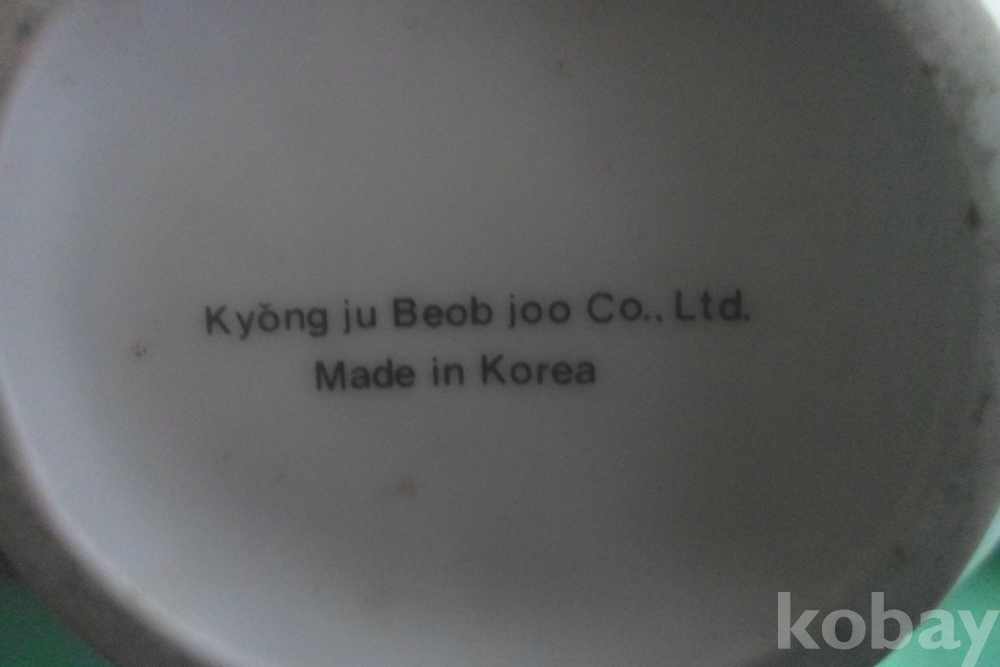 Kyŏng ju Beob joo Co., Ltd.
Made in Korea
kobay